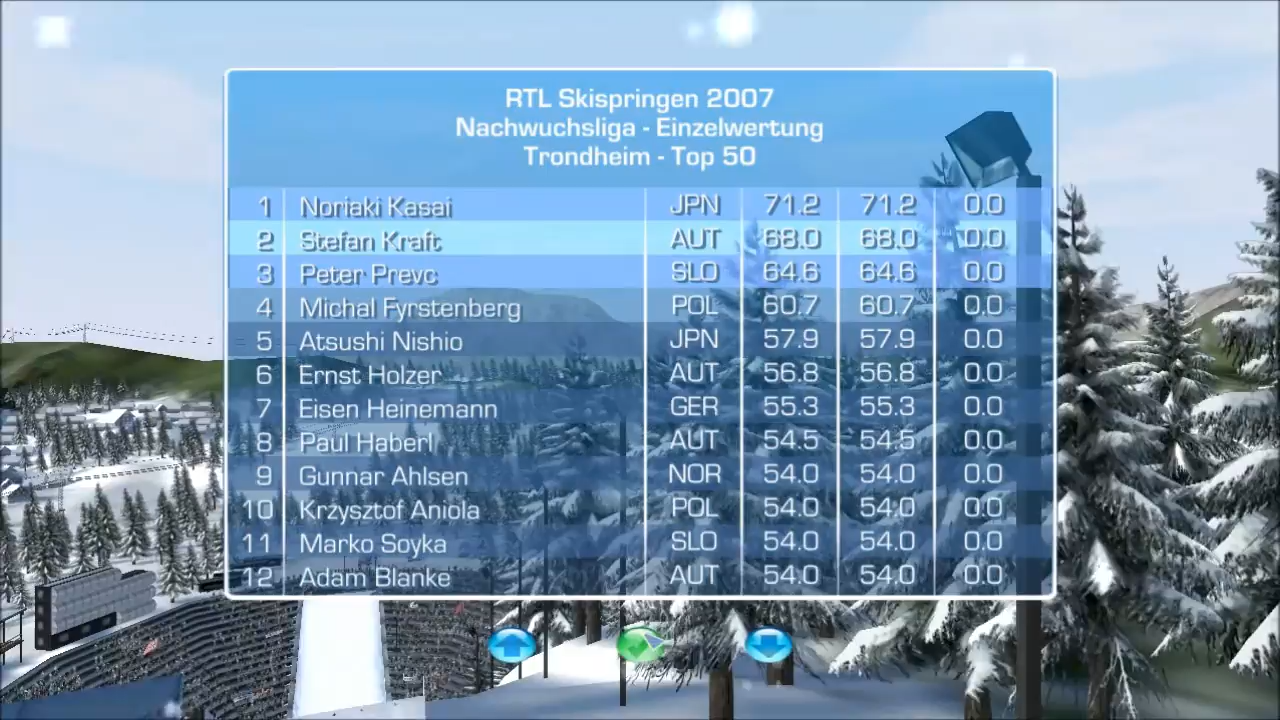 RTL Skispringen 2007
Nachwuchsliga - Einzelwertung
Trondheim - Top 50
1 Noriaki Kasai JPN 71.2 71.2 0.0
2 Stefan Kraft AUT 68.0 68.0 0.0
3 Peter Prevc SLO 64.6 64.6 0.0
4 Michal Fyrstenberg POL 60.7 60.7 0.0
5 Atsushi Nishio JPN 57.9 57.9 0.0
6 Ernst Holzer AUT 56.8 56.8 0.0
7 Eisen Heinemann GER 55.3 55.3 0.0
8 Paul Haberl AUT 54.5 54.5 0.0
9 Gunnar Ahlsen NOR 54.0 54.0 0.0
10 Krzysztof Aniola POL 54.0 54.0 0.0
11 Marko Soyka SLO 54.0 54.0 0.0
12 Adam Blanke AUT 54.0 54.0 0.0